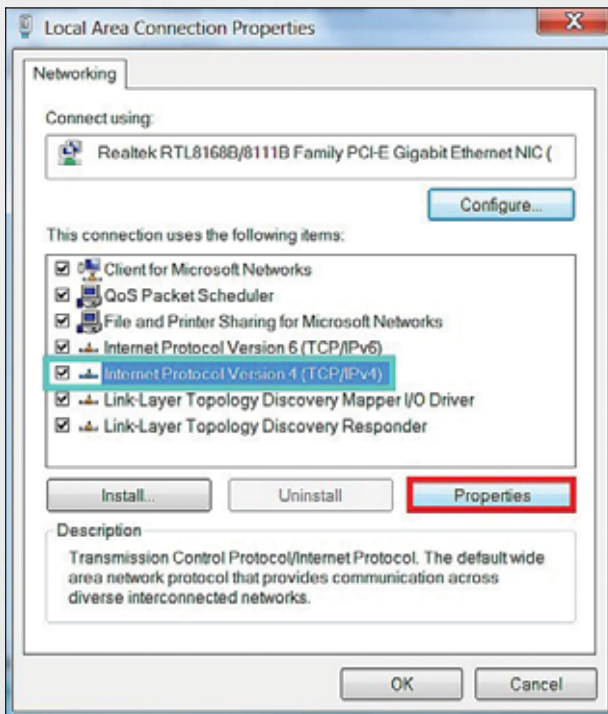 Local Area Connection Properties
Networking
Connect using:
Realtek RTL8168B/8111B Family PCI-E Gigabit Ethernet NIC (
Configure...
This connection uses the following items:
Client for Microsoft Networks
QoS Packet Scheduler
File and Printer Sharing for Microsoft Networks
Internet Protocol Version 6 (TCP/IPv6)
Internet Protocol Version 4 (TCP/IPv4)
Link-Layer Topology Discovery Mapper I/O Driver
Link-Layer Topology Discovery Responder
Install... Uninstall Properties
Description
Transmission Control Protocol/Internet Protocol. The default wide
area network protocol that provides communication across
diverse interconnected networks.
OK Cancel